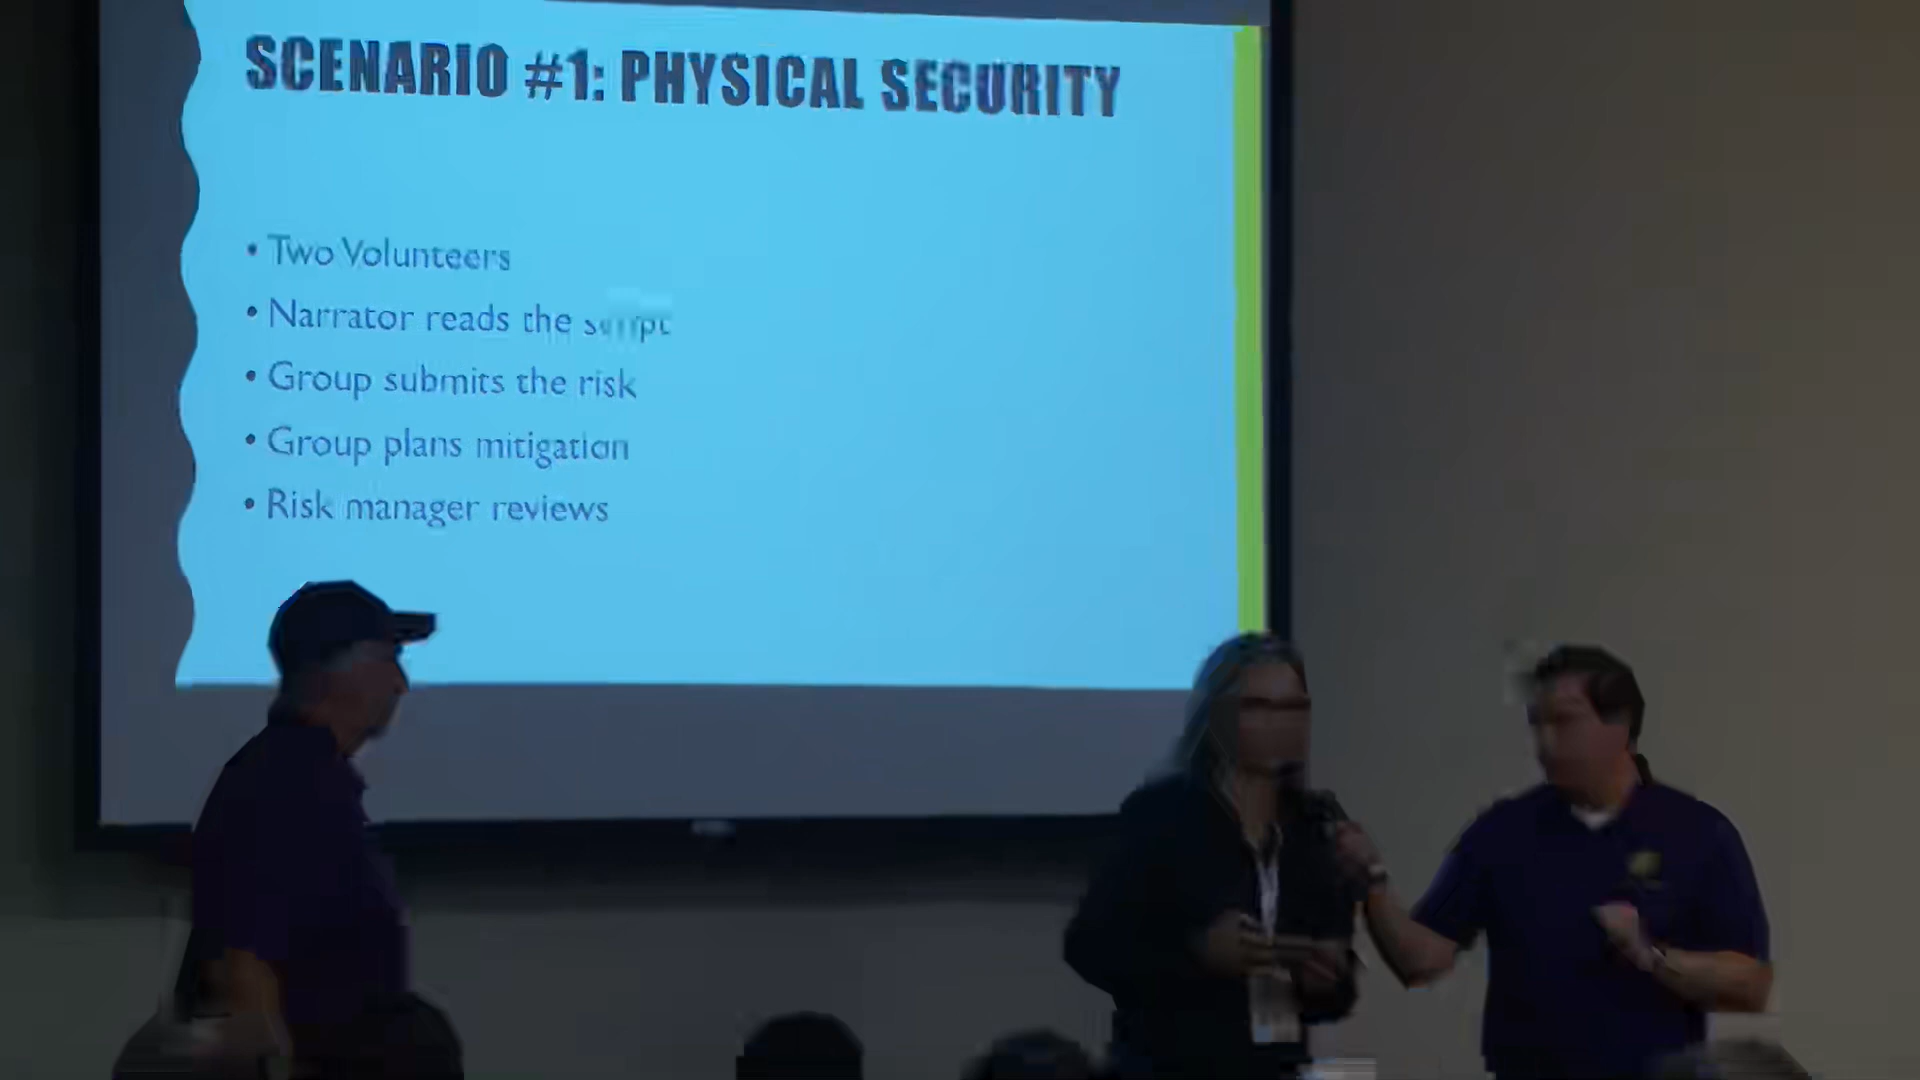 SCENARIO #1: PHYSICAL SECURITY
• Two Volunteers
• Narrator reads the script
• Group submits the risk
• Group plans mitigation
• Risk manager reviews